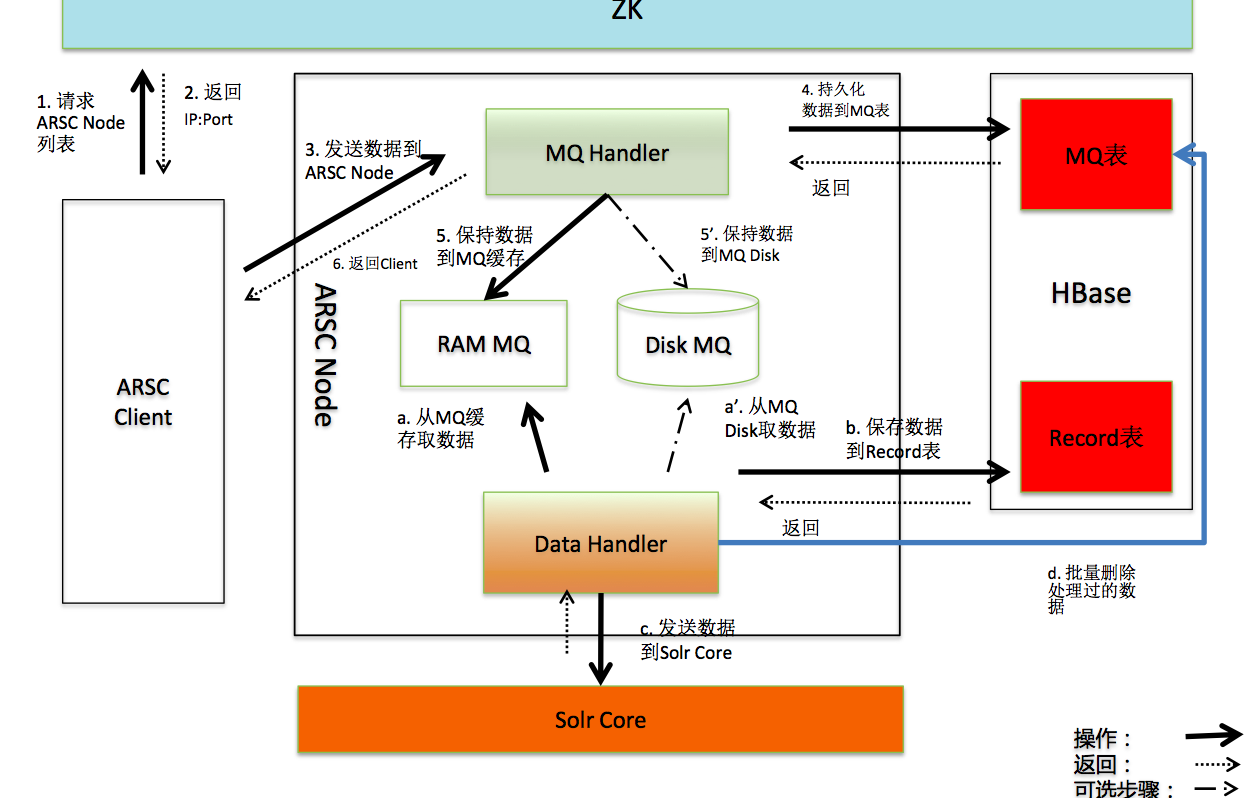 ZK
1. 请求
ARSC Node
列表
2. 返回
IP:Port
3. 发送数据到
ARSC Node
MQ Handler
4. 持久化
数据到MQ表
返回
MQ表
5. 保持数据
到MQ缓存
5’. 保持数据
到MQ Disk
6. 返回Client
ARSC Node
HBase
RAM MQ
Disk MQ
ARSC
Client
a. 从MQ缓
存取数据
a’. 从MQ
Disk取数据
b. 保存数据
到Record表
Record表
返回
Data Handler
d. 批量删除
处理过的数
据
c. 发送数据
到Solr Core
Solr Core
操作：
返回：
可选步骤：